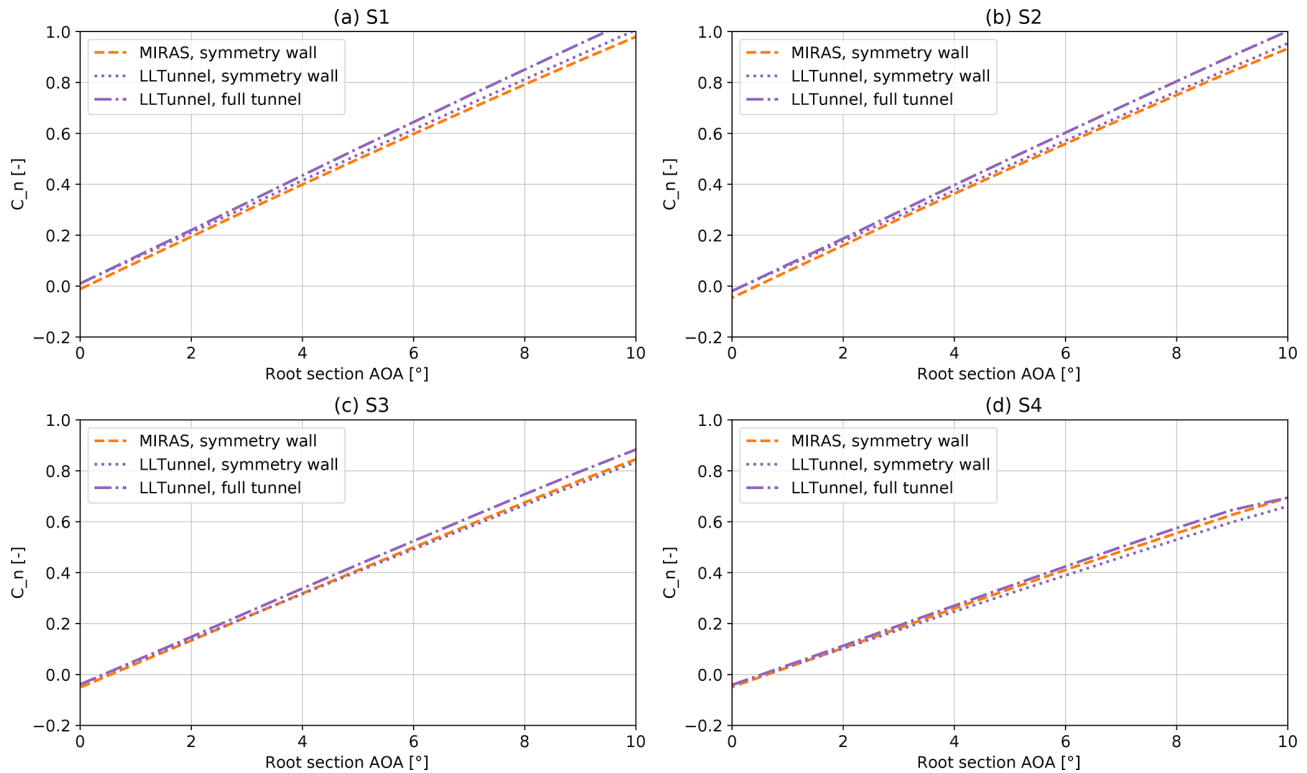 (a) S1
1.0
0.8
0.6
0.4
0.2
0.0
−0.2
C_n [-]
MIRAS, symmetry wall
LLTunnel, symmetry wall
LLTunnel, full tunnel
0 2 4 6 8 10
Root section AOA [°]
(b) S2
1.0
0.8
0.6
0.4
0.2
0.0
−0.2
C_n [-]
MIRAS, symmetry wall
LLTunnel, symmetry wall
LLTunnel, full tunnel
0 2 4 6 8 10
Root section AOA [°]
(c) S3
1.0
0.8
0.6
0.4
0.2
0.0
−0.2
C_n [-]
MIRAS, symmetry wall
LLTunnel, symmetry wall
LLTunnel, full tunnel
0 2 4 6 8 10
Root section AOA [°]
(d) S4
1.0
0.8
0.6
0.4
0.2
0.0
−0.2
C_n [-]
MIRAS, symmetry wall
LLTunnel, symmetry wall
LLTunnel, full tunnel
0 2 4 6 8 10
Root section AOA [°]